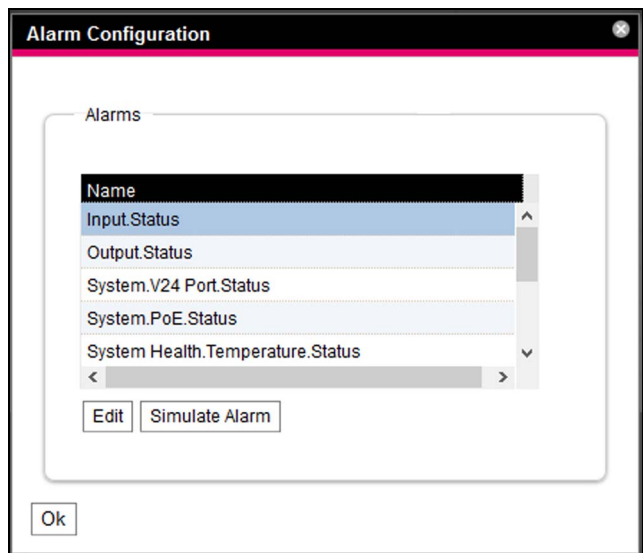 Alarm Configuration
Alarms
Name
Input.Status
Output.Status
System.V24 Port.Status
System.PoE.Status
System Health.Temperature.Status
Edit
Simulate Alarm
Ok